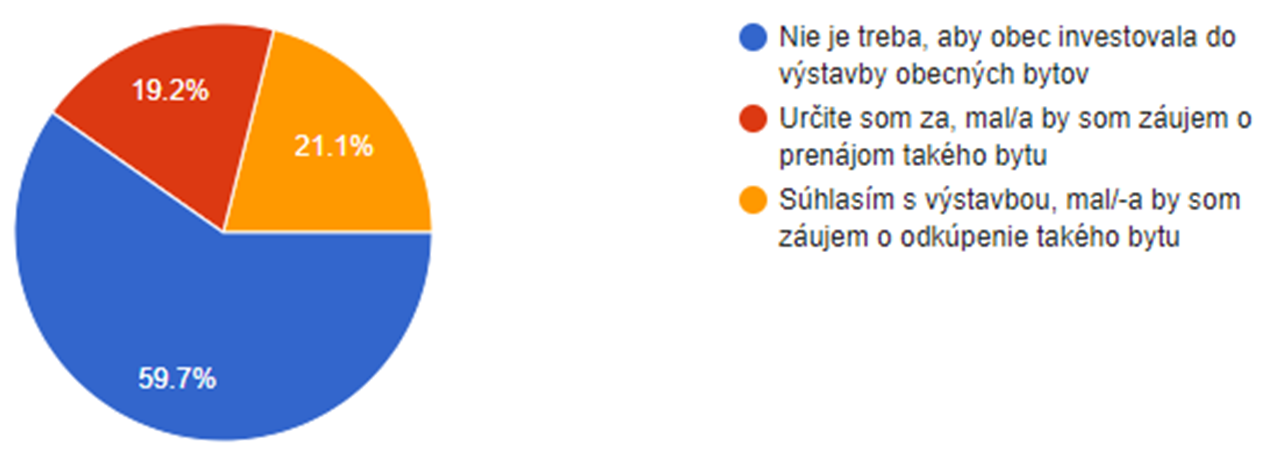 19.2%
21.1%
59.7%
Nie je treba, aby obec investovala do
výstavby obecných bytov
Určite som za, mal/a by som záujem o
prenájom takého bytu
Súhlasím s výstavbou, mal/-a by som
záujem o odkúpenie takého bytu